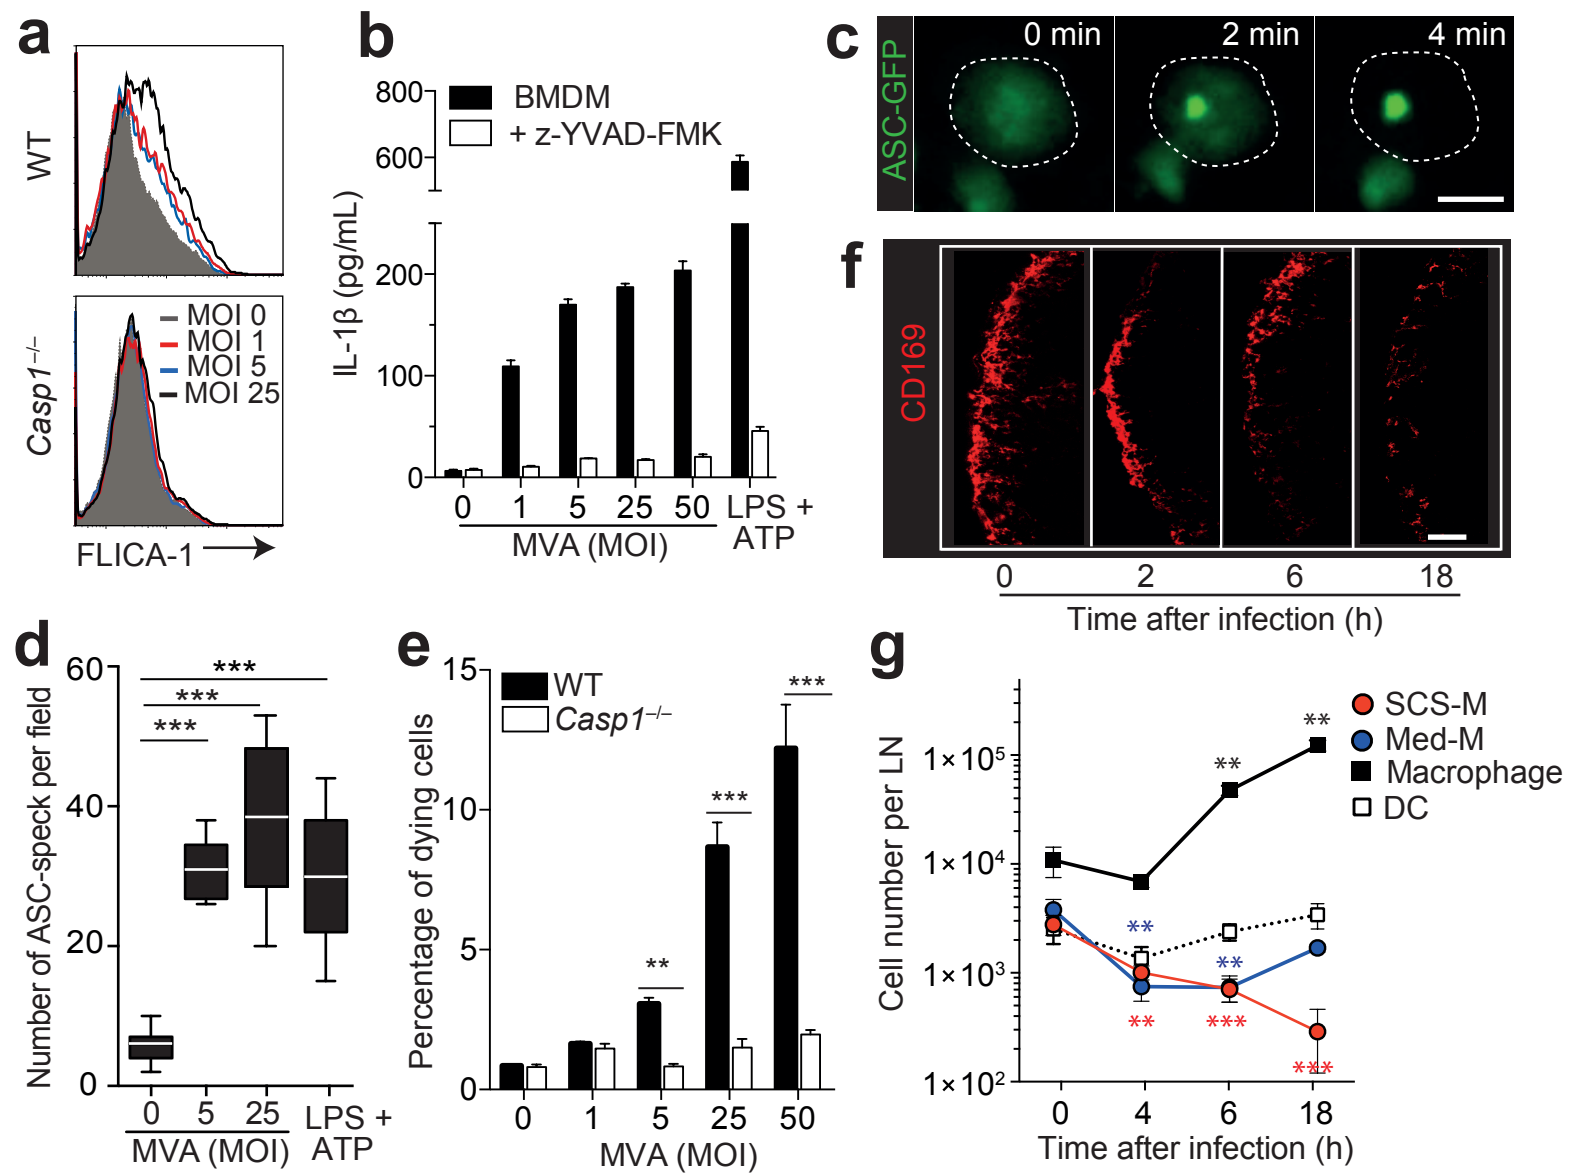 a
WT
Casp1–/–
MOI 0
MOI 1
MOI 5
MOI 25
FLICA-1
b
BMDM
+ z-YVAD-FMK
IL-1β (pg/mL)
800
600
200
100
0
0 1 5 25 50 LPS + ATP
MVA (MOI)
c
ASC-GFP
0 min 2 min 4 min
f
CD169
0 2 6 18
Time after infection (h)
d
Number of ASC-speck per field
60
40
20
0
***
***
***
0 5 25 LPS + ATP
MVA (MOI)
e
WT
Casp1–/–
Percentage of dying cells
15
10
5
0
**
***
***
0 1 5 25 50
MVA (MOI)
g
SCS-M
Med-M
Macrophage
DC
Cell number per LN
1×10⁵
1×10⁴
1×10³
1×10²
**
**
**
**
**
***
***
0 4 6 18
Time after infection (h)